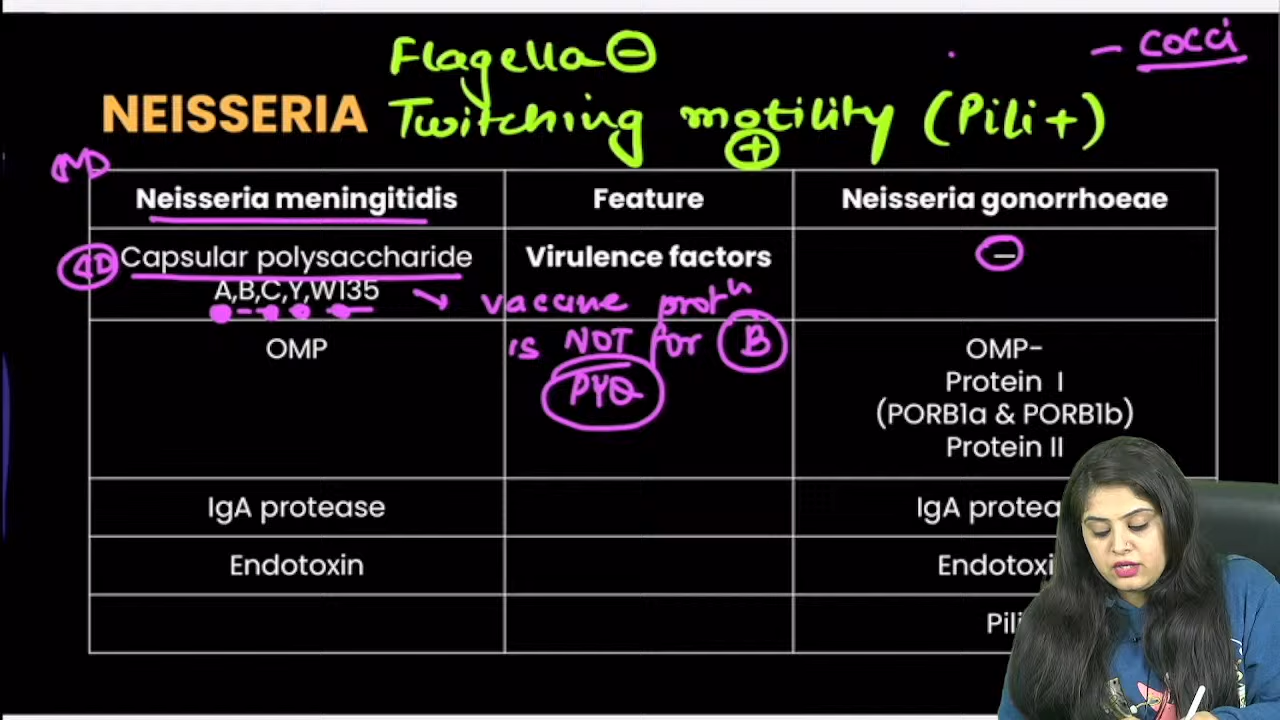 Flagella ⊖
- cocci
NEISSERIA Twitching motility (Pili+)
⊕
Neisseria meningitidis Feature Neisseria gonorrhoeae
Capsular polysaccharide Virulence factors –
A,B,C,Y,W135 → vaccine protⁿ
is NOT for B
PYQ
OMP OMP-
Protein I
(PORB1a & PORB1b)
Protein II
IgA protease IgA protea
Endotoxin Endotoxi
Pili